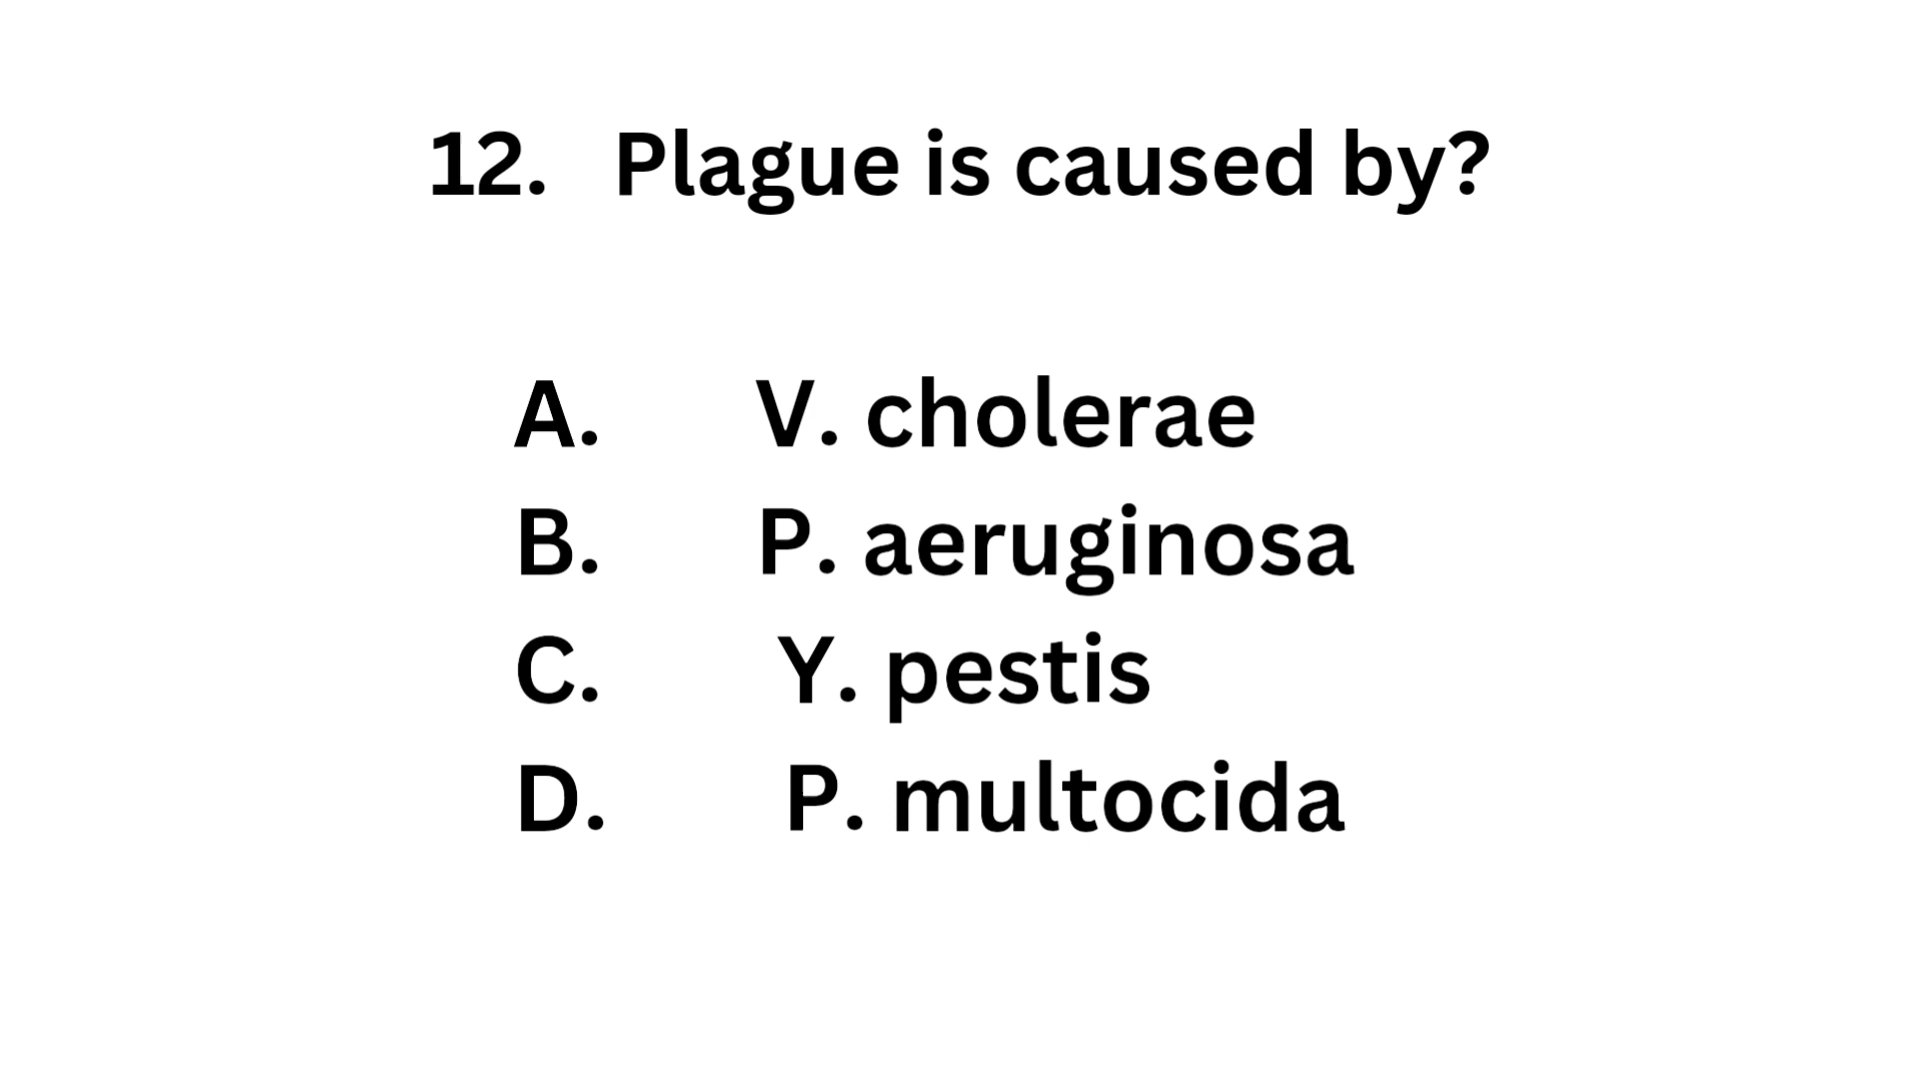 12. Plague is caused by?
A. V. cholerae
B. P. aeruginosa
C. Y. pestis
D. P. multocida